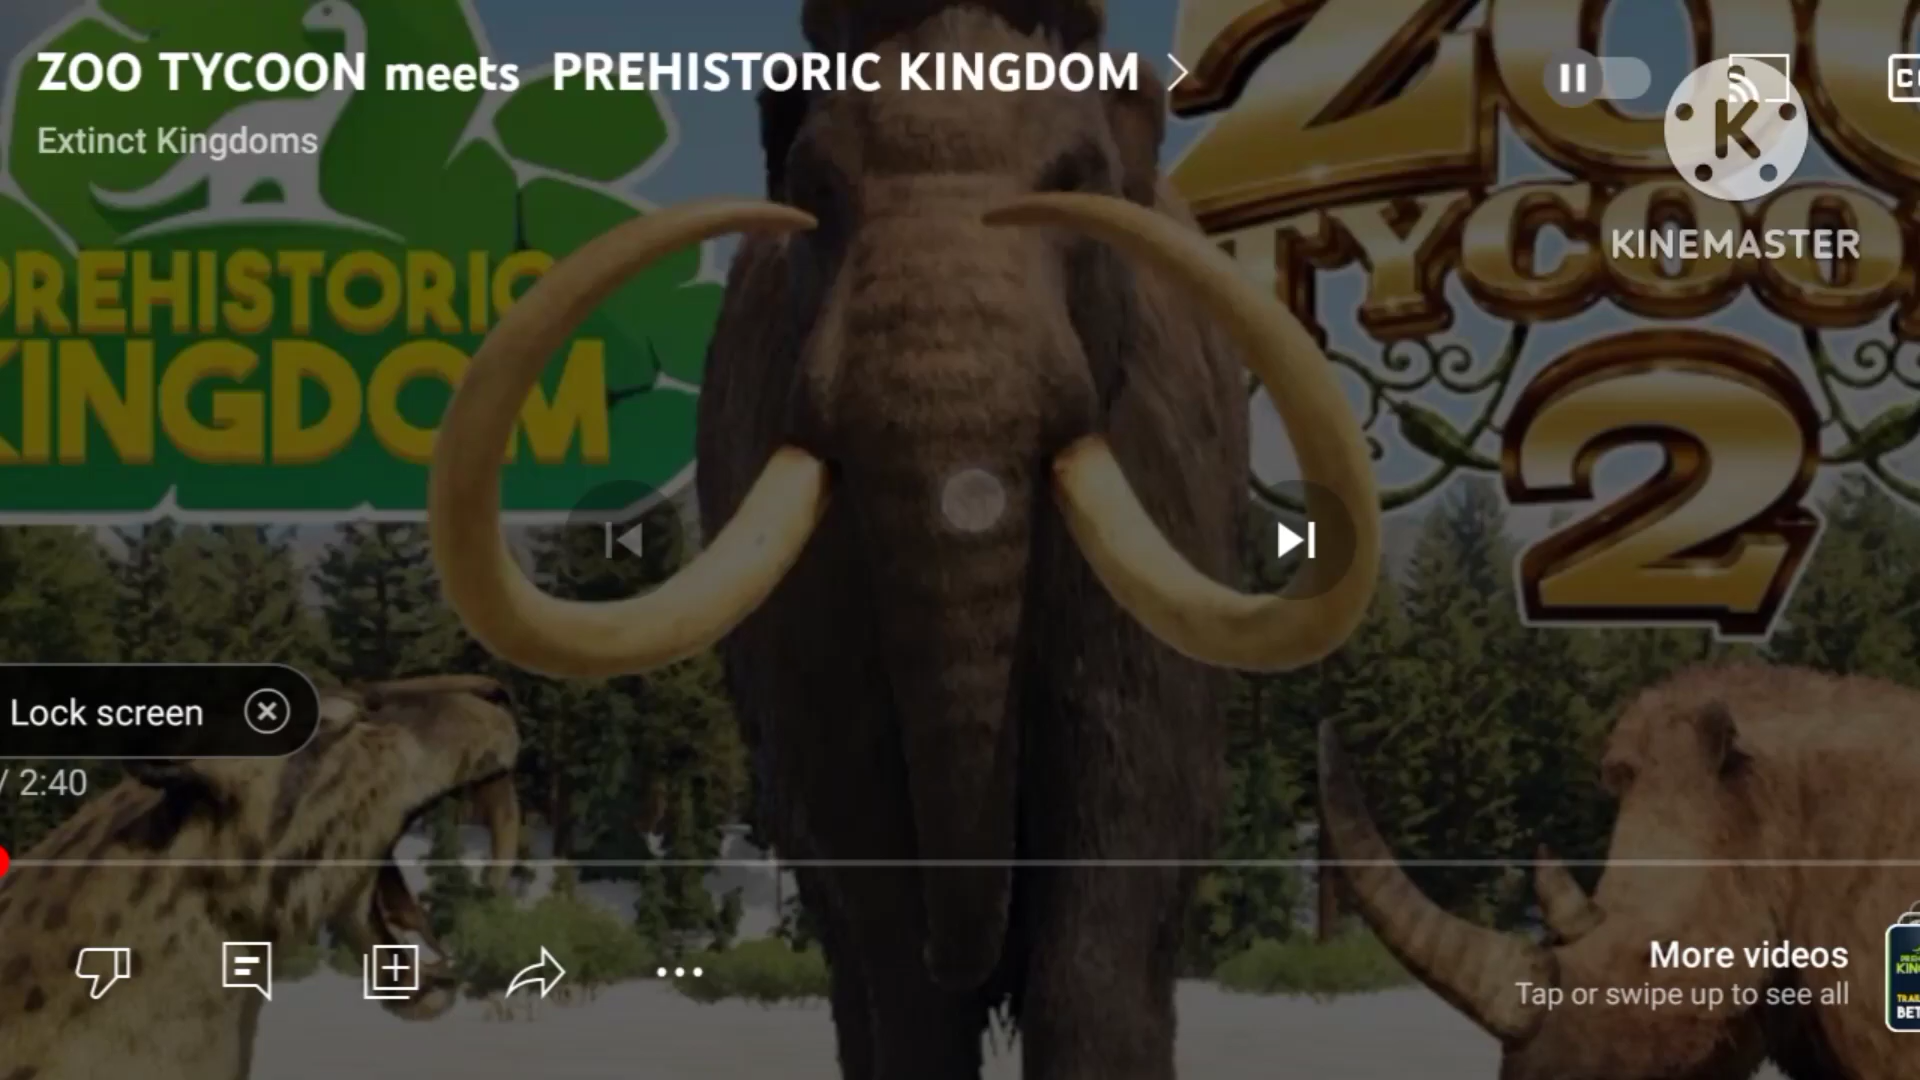 ZOO TYCOON meets PREHISTORIC KINGDOM
Extinct Kingdoms
KINEMASTER
PREHISTORIC
KINGDOM
ZOO
TYCOON
2
Lock screen
/ 2:40
More videos
Tap or swipe up to see all